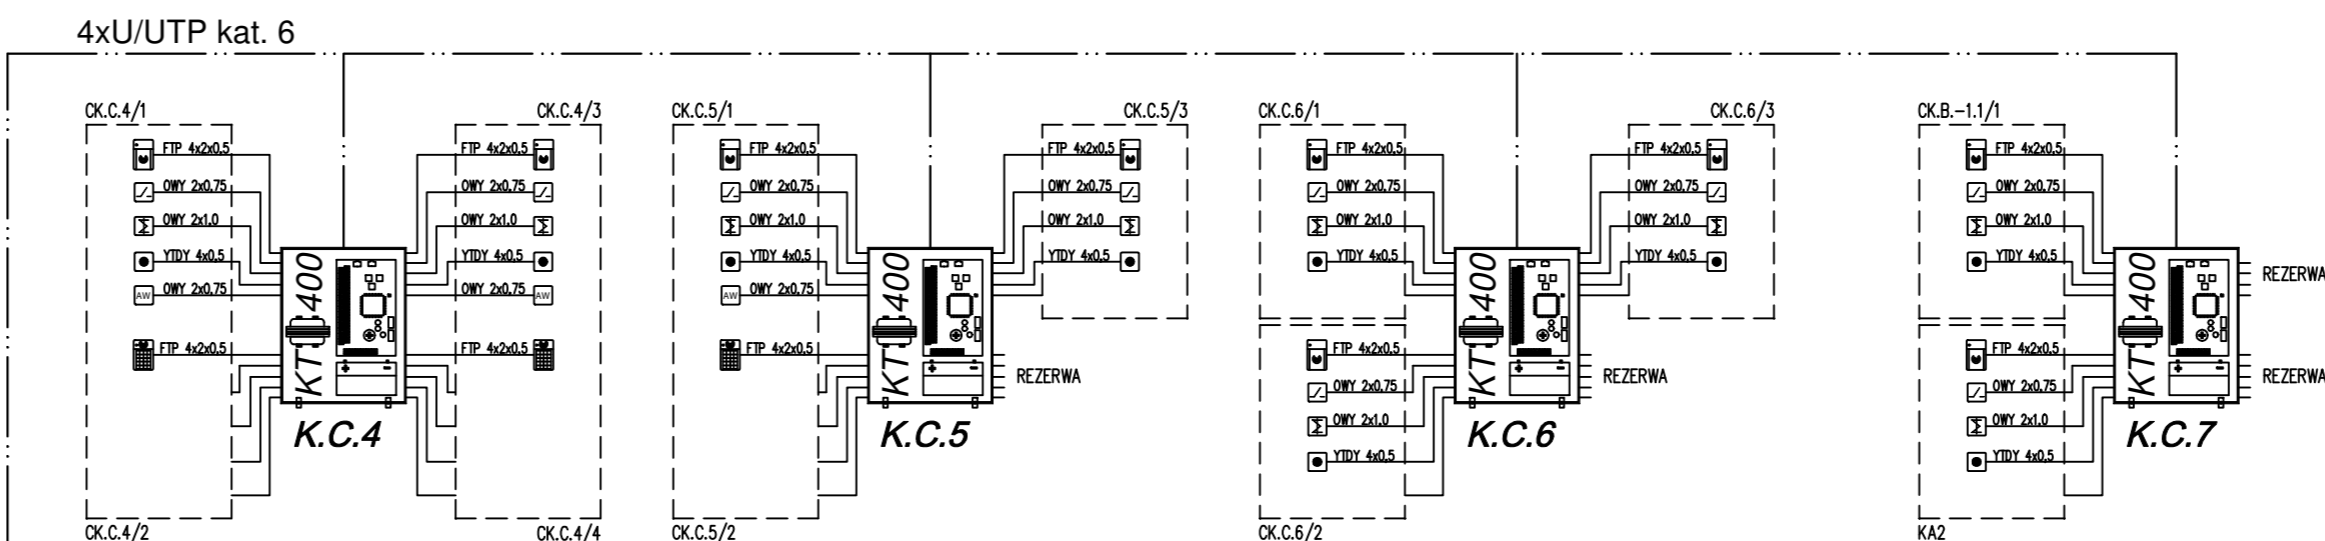 4xU/UTP kat. 6
CK.C.4/1
FTP 4x2x0.5
OWY 2x0.75
OWY 2x1.0
YTDY 4x0.5
AW OWY 2x0.75
FTP 4x2x0.5
CK.C.4/2
KT 400
K.C.4
CK.C.4/3
FTP 4x2x0.5
OWY 2x0.75
OWY 2x1.0
YTDY 4x0.5
OWY 2x0.75 AW
FTP 4x2x0.5
CK.C.4/4
CK.C.5/1
FTP 4x2x0.5
OWY 2x0.75
OWY 2x1.0
YTDY 4x0.5
AW OWY 2x0.75
FTP 4x2x0.5
CK.C.5/2
KT 400
K.C.5
CK.C.5/3
FTP 4x2x0.5
OWY 2x0.75
OWY 2x1.0
YTDY 4x0.5
REZERWA
CK.C.6/1
FTP 4x2x0.5
OWY 2x0.75
OWY 2x1.0
YTDY 4x0.5
FTP 4x2x0.5
OWY 2x0.75
OWY 2x1.0
YTDY 4x0.5
CK.C.6/2
KT 400
K.C.6
CK.C.6/3
FTP 4x2x0.5
OWY 2x0.75
OWY 2x1.0
YTDY 4x0.5
REZERWA
CK.B.-1.1/1
FTP 4x2x0.5
OWY 2x0.75
OWY 2x1.0
YTDY 4x0.5
FTP 4x2x0.5
OWY 2x0.75
OWY 2x1.0
YTDY 4x0.5
KA2
KT 400
K.C.7
REZERWA
REZERWA